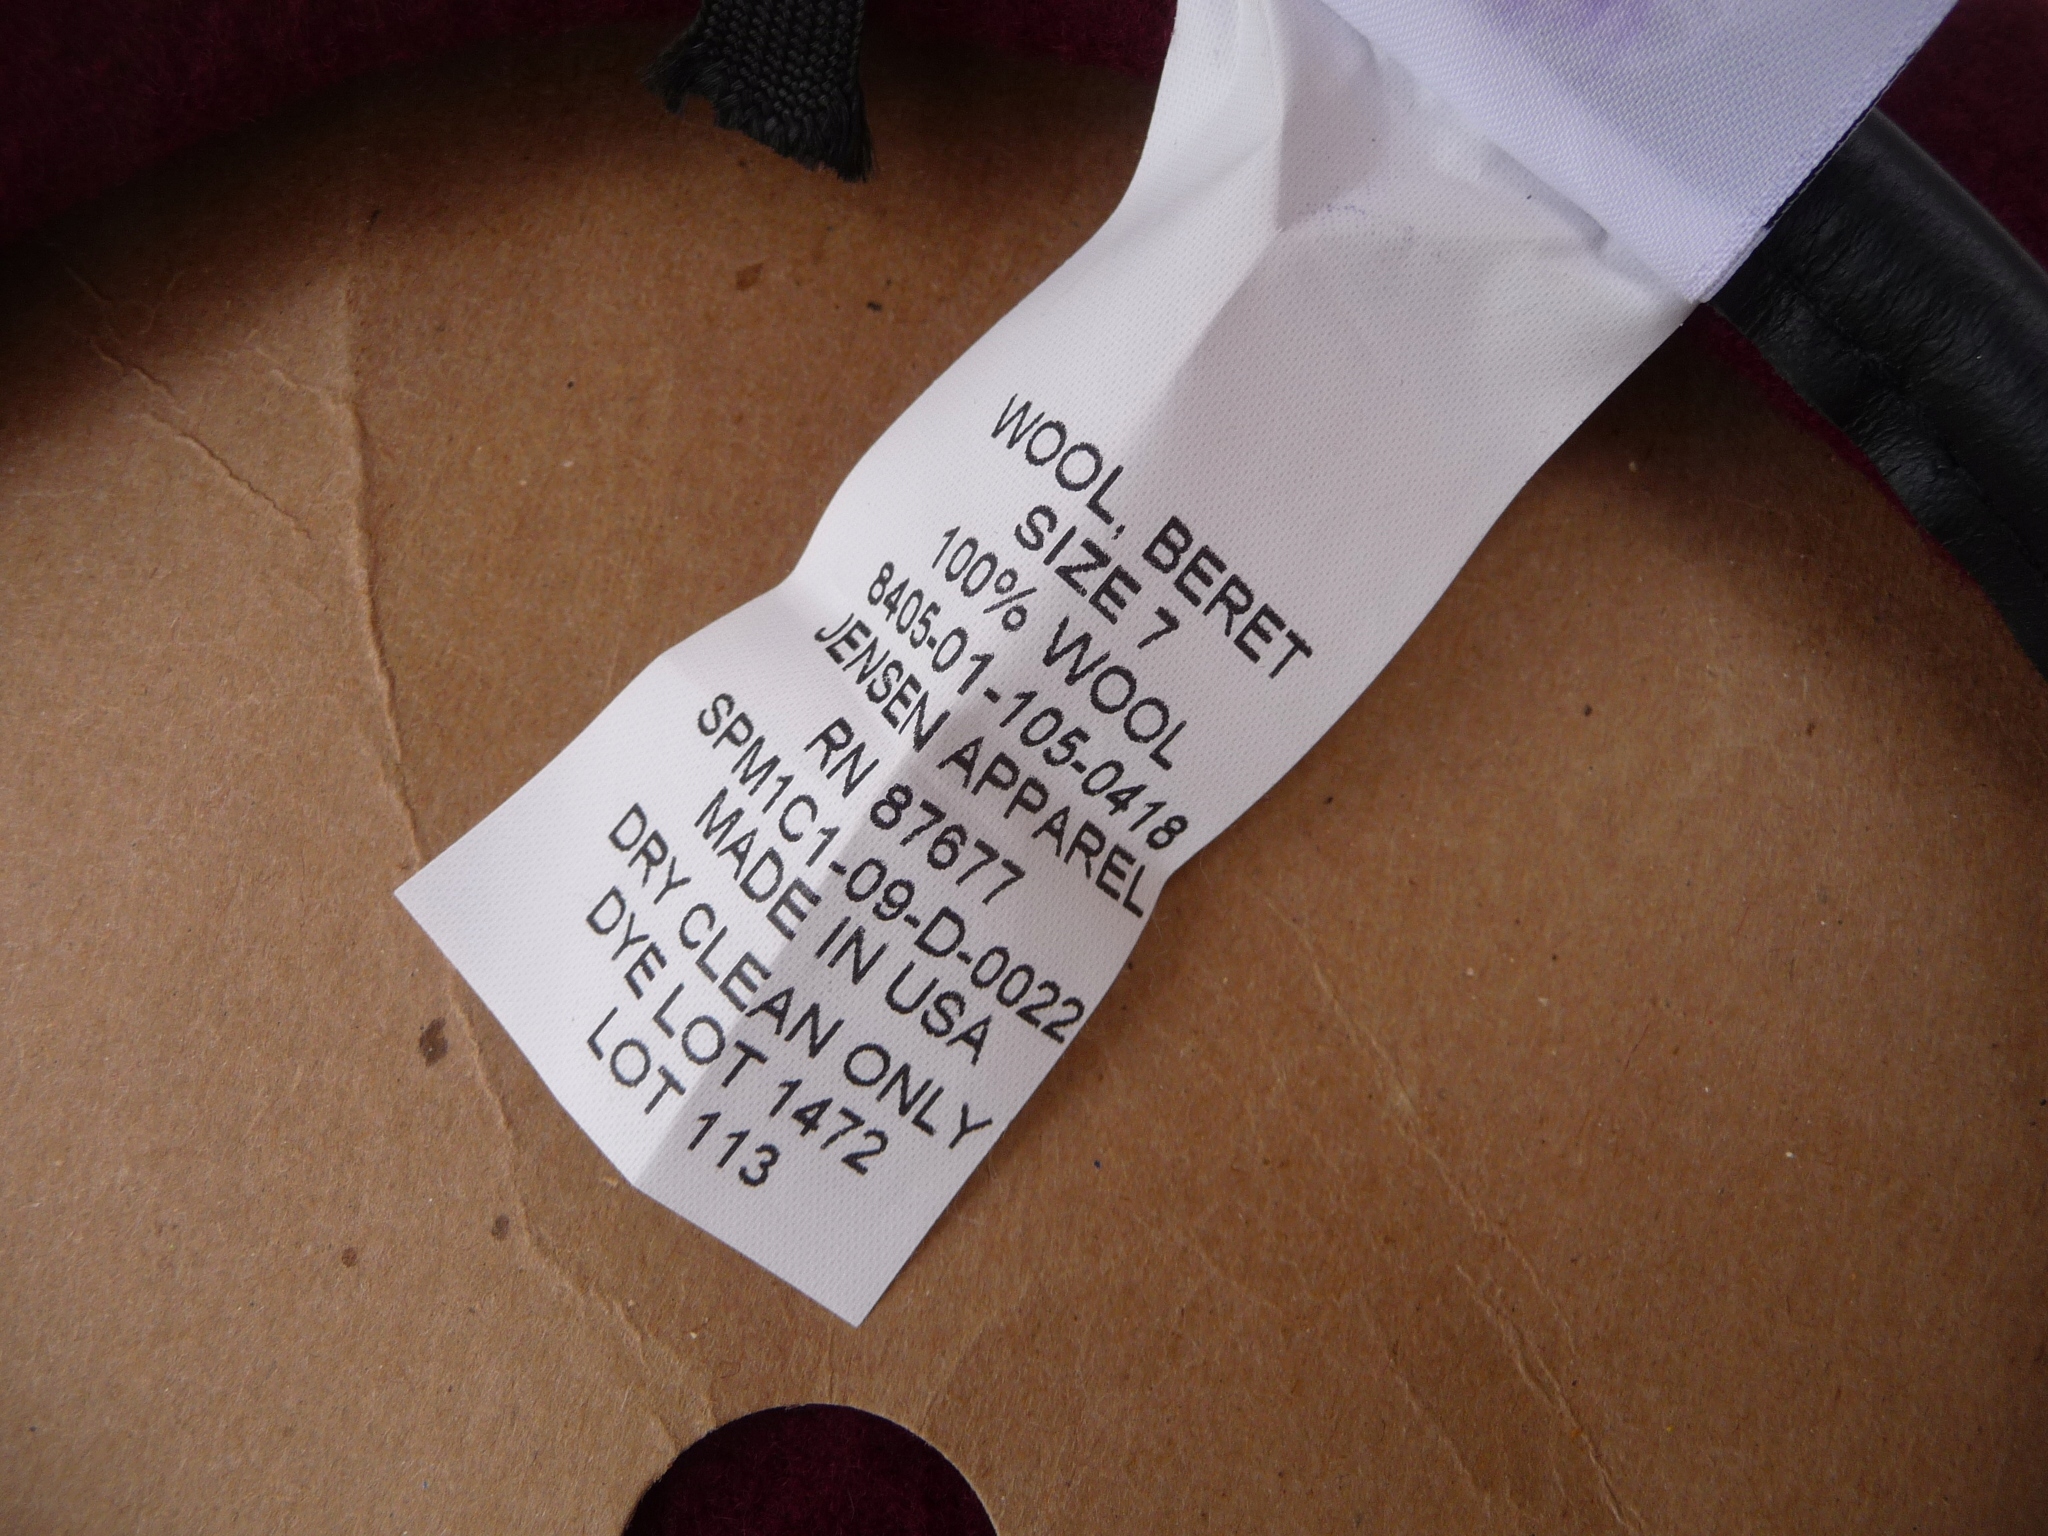 WOOL, BERET
SIZE 7
100% WOOL
8405-01-105-0418
JENSEN APPAREL
RN 87677
SPM1C1-09-D-0022
MADE IN USA
DRY CLEAN ONLY
DYE LOT 1472
LOT 113